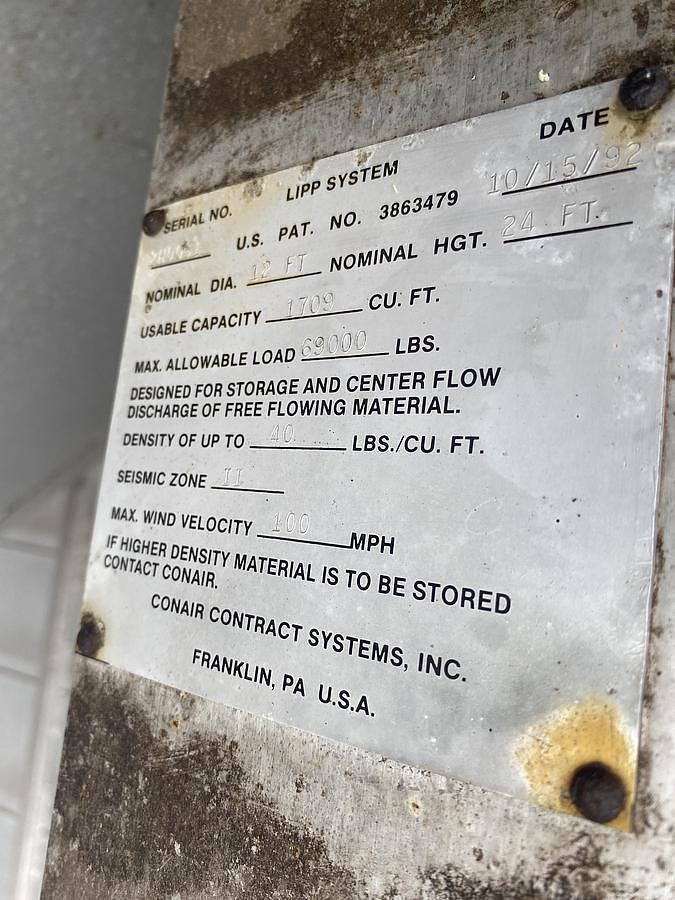 DATE
LIPP SYSTEM 10/15/92
SERIAL NO. U.S. PAT. NO. 3863479
NOMINAL DIA. 12 FT NOMINAL HGT. 24 FT.
USABLE CAPACITY 1709 CU. FT.
MAX. ALLOWABLE LOAD 69000 LBS.
DESIGNED FOR STORAGE AND CENTER FLOW
DISCHARGE OF FREE FLOWING MATERIAL.
DENSITY OF UP TO 40 LBS./CU. FT.
SEISMIC ZONE II
MAX. WIND VELOCITY 100 MPH
IF HIGHER DENSITY MATERIAL IS TO BE STORED
CONTACT CONAIR.
CONAIR CONTRACT SYSTEMS, INC.
FRANKLIN, PA U.S.A.